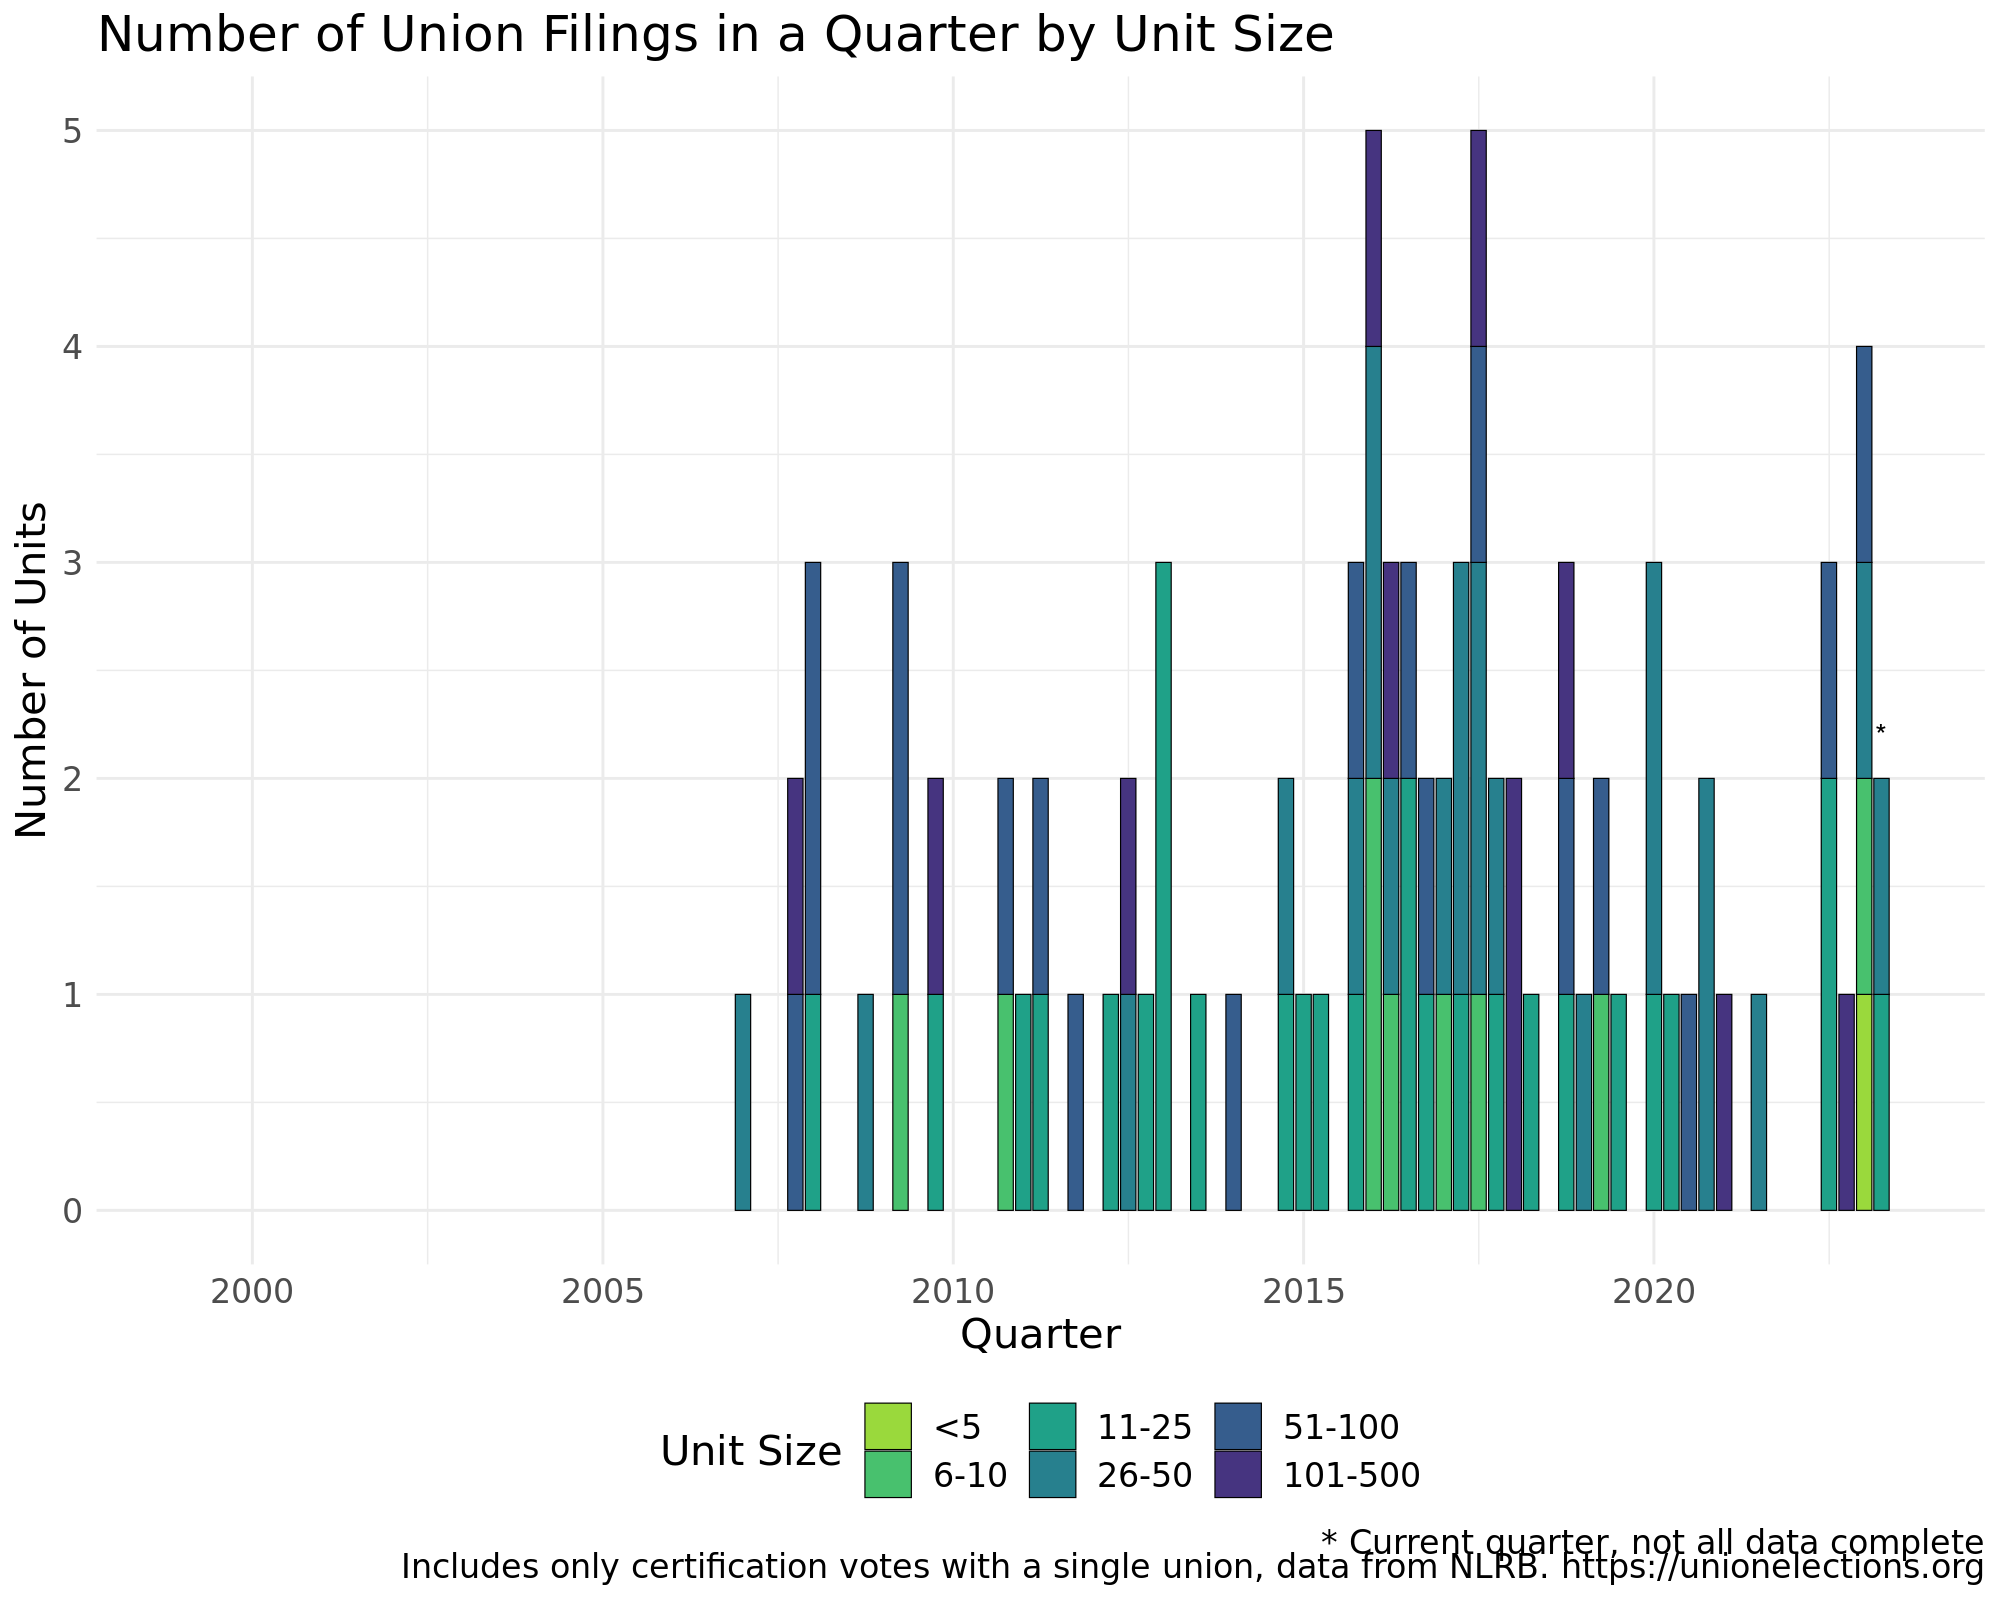 Number of Union Filings in a Quarter by Unit Size
5
4
3
2
1
0
Number of Units
*
2000 2005 2010 2015 2020
Quarter
Unit Size
<5 11-25 51-100
6-10 26-50 101-500
* Current quarter, not all data complete
Includes only certification votes with a single union, data from NLRB. https://unionelections.org